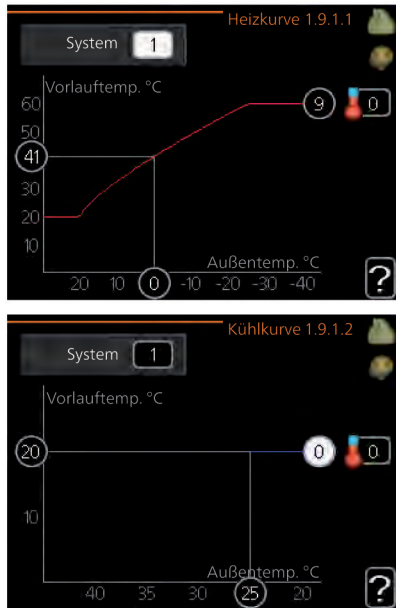 Heizkurve 1.9.1.1
System 1
Vorlauftemp. °C
60
9
0
50
41
30
20
10
Außentemp. °C
20 10 0 -10 -20 -30 -40
?
Kühlkurve 1.9.1.2
System 1
Vorlauftemp. °C
20
0
0
10
Außentemp. °C
40 35 30 25 20
?